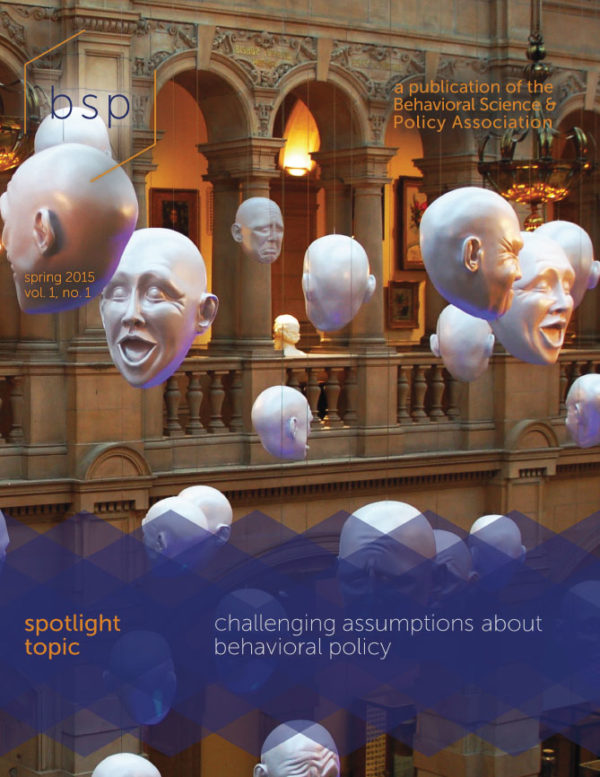 bsp
a publication of the
Behavioral Science &
Policy Association
spring 2015
vol. 1, no. 1
spotlight
topic
challenging assumptions about
behavioral policy